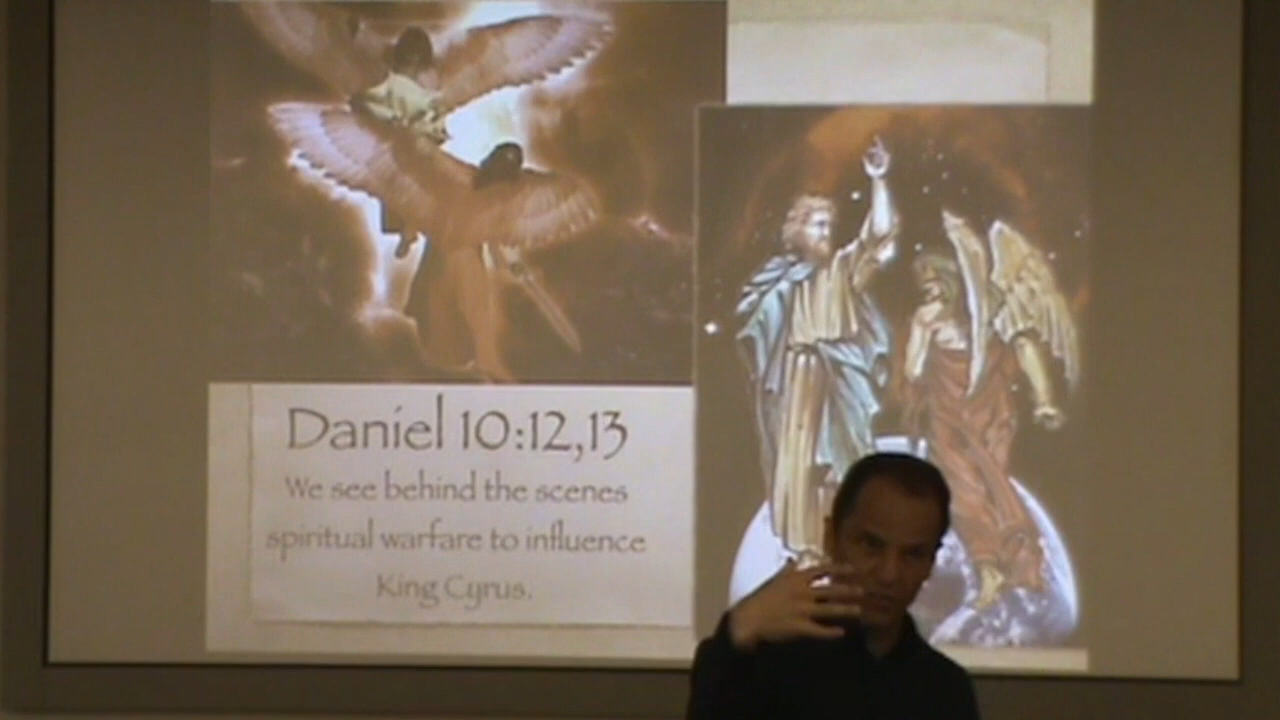 Daniel 10:12,13
We see behind the scenes
spiritual warfare to influence
King Cyrus.